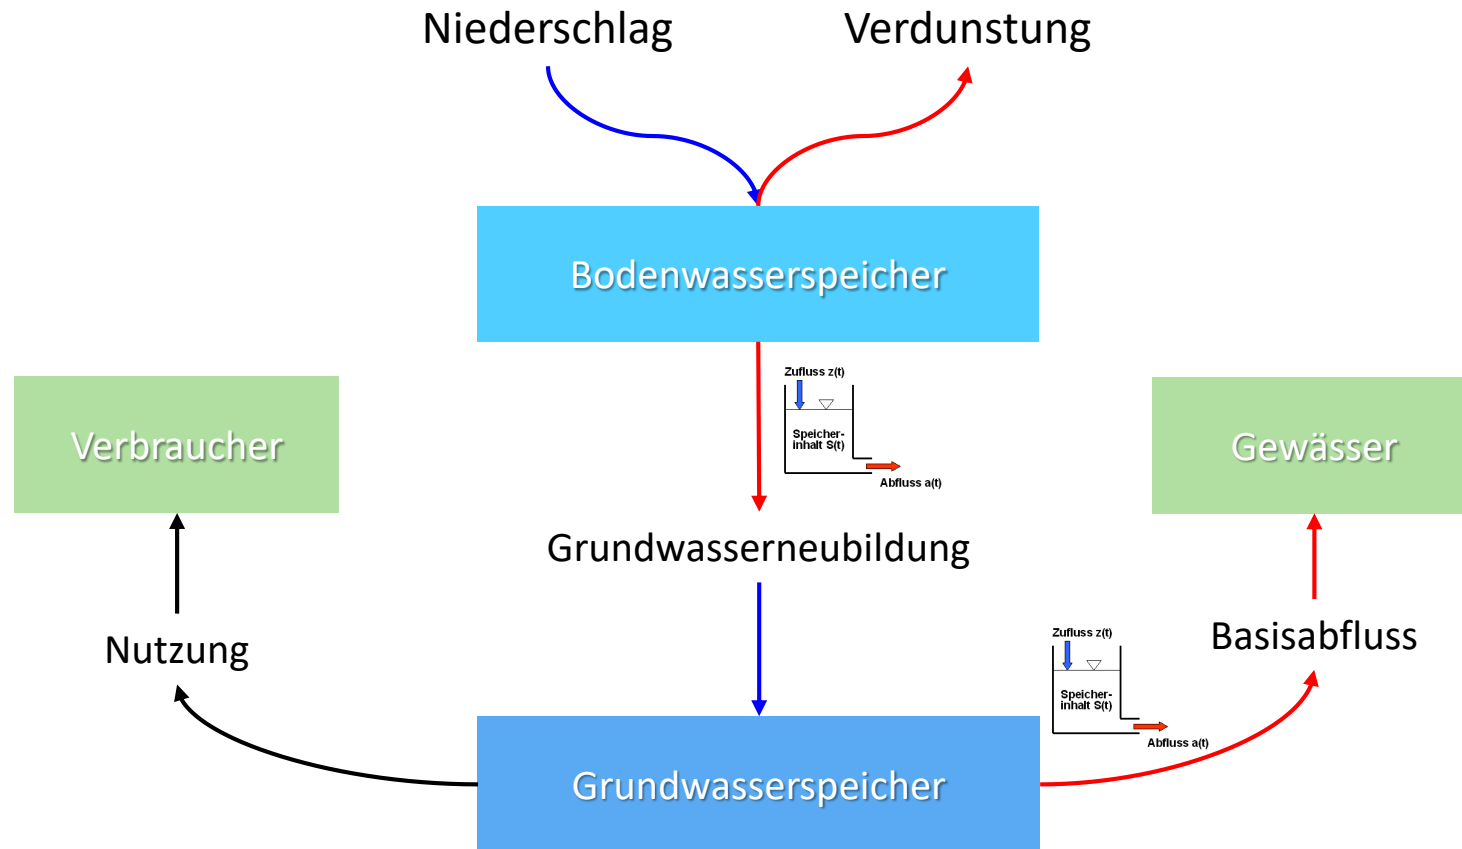 Niederschlag
Verdunstung
Bodenwasserspeicher
Zufluss z(t)
Speicher-
inhalt S(t)
Abfluss a(t)
Verbraucher
Gewässer
Grundwasserneubildung
Nutzung
Basisabfluss
Zufluss z(t)
Speicher-
inhalt S(t)
Abfluss a(t)
Grundwasserspeicher